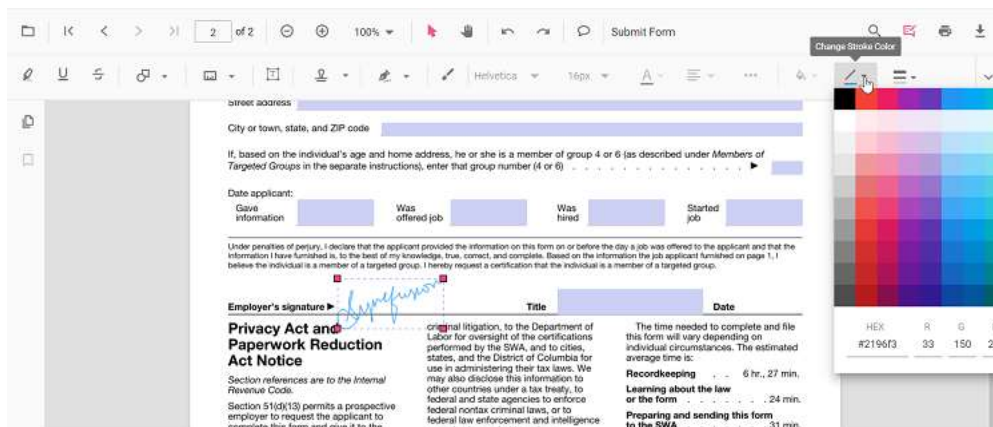 2 of 2 100% Submit Form
Change Stroke Color
Helvetica 16px A
Street address
City or town, state, and ZIP code
If, based on the individual's age and home address, he or she is a member of group 4 or 6 (as described under Members of
Targeted Groups in the separate instructions), enter that group number (4 or 6) . . . . . . . . . . . . . ▶
Date applicant:
Gave information
Was offered job
Was hired
Started job
Under penalties of perjury, I declare that the applicant provided the information on this form on or before the day a job was offered to the applicant and that the
information I have furnished is, to the best of my knowledge, true, correct, and complete. Based on the information the job applicant furnished on page 1, I
believe the individual is a member of a targeted group. I hereby request a certification that the individual is a member of a targeted group.
Syncfusion
Employer's signature ▶ Title Date
Privacy Act and
Paperwork Reduction
Act Notice
Section references are to the Internal
Revenue Code.
Section 51(d)(13) permits a prospective
employer to request the applicant to
complete this form and give it to the
criminal litigation, to the Department of
Labor for oversight of the certifications
performed by the SWA, and to cities,
states, and the District of Columbia for
use in administering their tax laws. We
may also disclose this information to
other countries under a tax treaty, to
federal and state agencies to enforce
federal nontax criminal laws, or to
federal law enforcement and intelligence
The time needed to complete and file
this form will vary depending on
individual circumstances. The estimated
average time is:
Recordkeeping . . 6 hr., 27 min.
Learning about the law
or the form . . . . . . . 24 min.
Preparing and sending this form
to the SWA . . . . . . . 31 min.
HEX R G
#2196f3 33 150